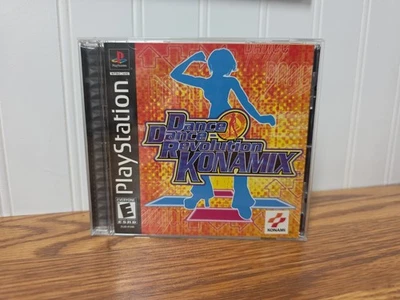 PlayStation
Dance
Dance
Revolution
KONAMIX
E
KONAMI